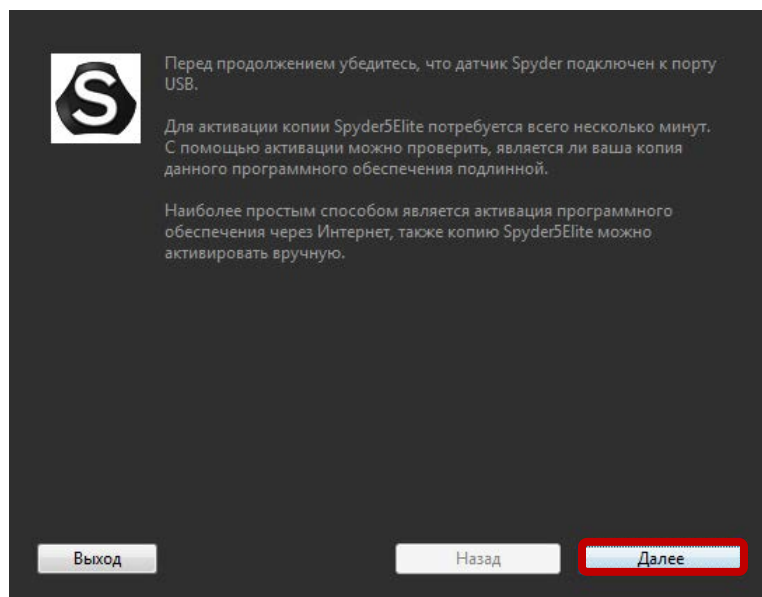 S
Перед продолжением убедитесь, что датчик Spyder подключен к порту
USB.
Для активации копии Spyder5Elite потребуется всего несколько минут.
С помощью активации можно проверить, является ли ваша копия
данного программного обеспечения подлинной.
Наиболее простым способом является активация программного
обеспечения через Интернет, также копию Spyder5Elite можно
активировать вручную.
Выход
Назад
Далее